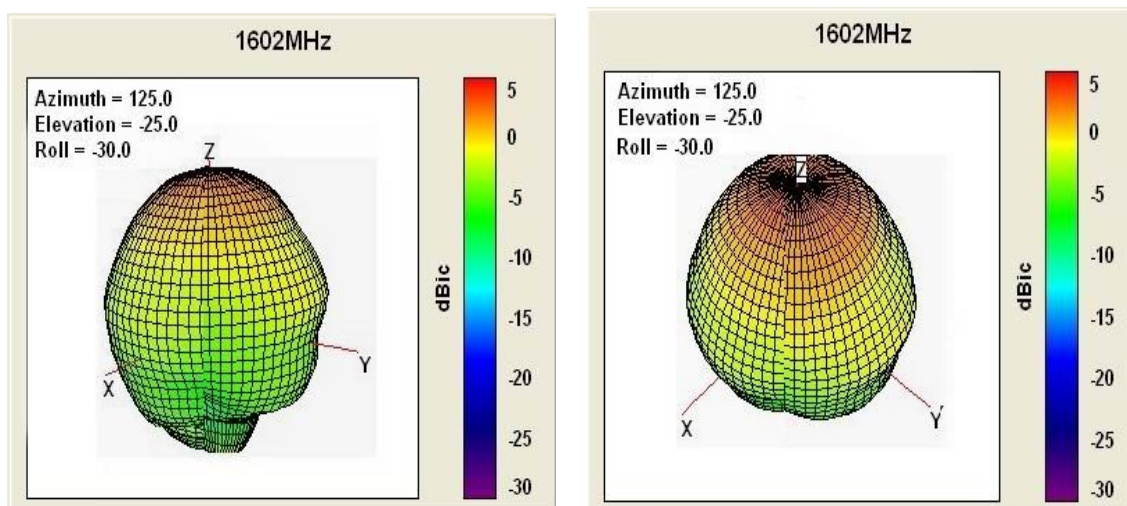 1602MHz
Azimuth = 125.0
Elevation = -25.0
Roll = -30.0
Z
X
Y
5
0
-5
-10
-15
-20
-25
-30
dBic
1602MHz
Azimuth = 125.0
Elevation = -25.0
Roll = -30.0
Z
X
Y
5
0
-5
-10
-15
-20
-25
-30
dBic